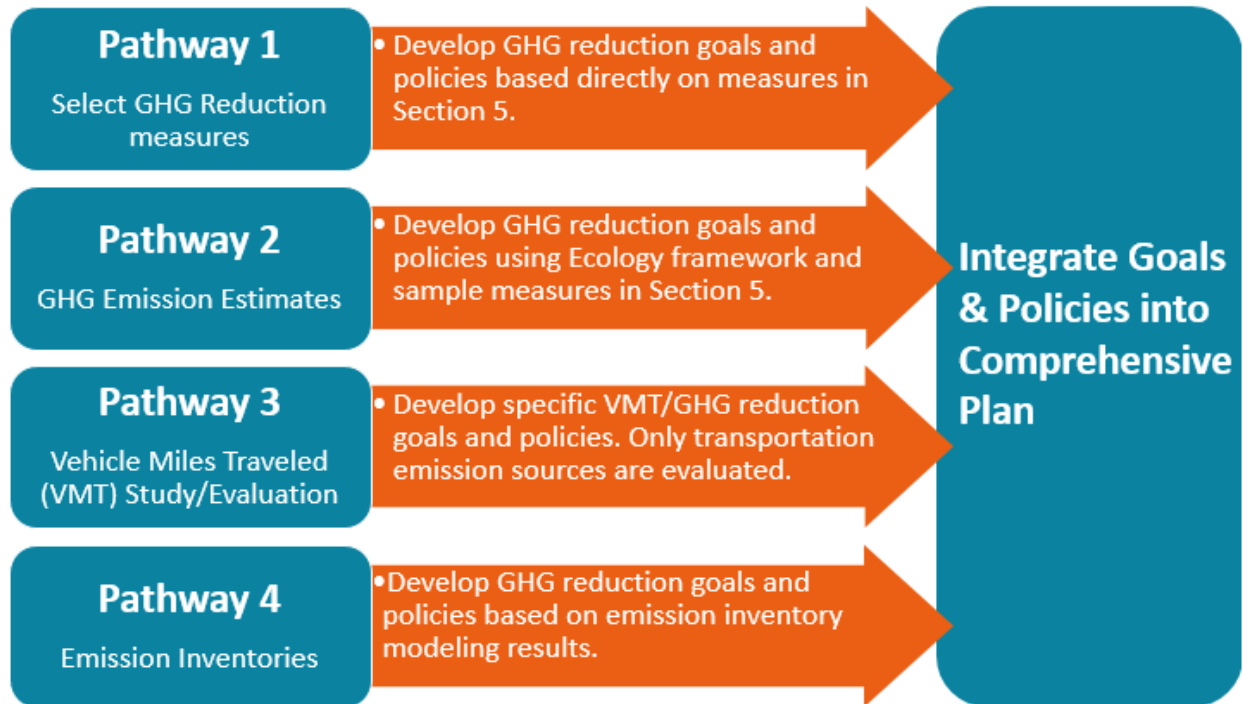 Pathway 1
Select GHG Reduction
measures
• Develop GHG reduction goals and
policies based directly on measures in
Section 5.
Pathway 2
GHG Emission Estimates
• Develop GHG reduction goals and
policies using Ecology framework and
sample measures in Section 5.
Pathway 3
Vehicle Miles Traveled
(VMT) Study/Evaluation
• Develop specific VMT/GHG reduction
goals and policies. Only transportation
emission sources are evaluated.
Pathway 4
Emission Inventories
•Develop GHG reduction goals and
policies based on emission inventory
modeling results.
Integrate Goals
& Policies into
Comprehensive
Plan